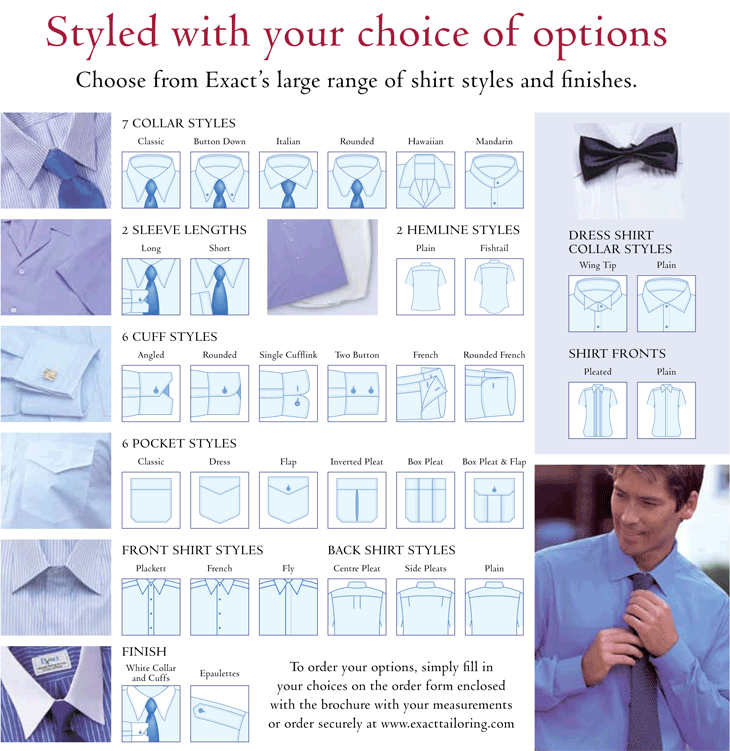 Styled with your choice of options
Choose from Exact's large range of shirt styles and finishes.
7 COLLAR STYLES
Classic
Button Down
Italian
Rounded
Hawaiian
Mandarin
2 SLEEVE LENGTHS
Long
Short
2 HEMLINE STYLES
Plain
Fishtail
6 CUFF STYLES
Angled
Rounded
Single Cufflink
Two Button
French
Rounded French
6 POCKET STYLES
Classic
Dress
Flap
Inverted Pleat
Box Pleat
Box Pleat & Flap
FRONT SHIRT STYLES
Plackett
French
Fly
BACK SHIRT STYLES
Centre Pleat
Side Pleats
Plain
FINISH
White Collar
and Cuffs
Epaulettes
To order your options, simply fill in
your choices on the order form enclosed
with the brochure with your measurements
or order securely at www.exacttailoring.com
DRESS SHIRT
COLLAR STYLES
Wing Tip
Plain
SHIRT FRONTS
Pleated
Plain